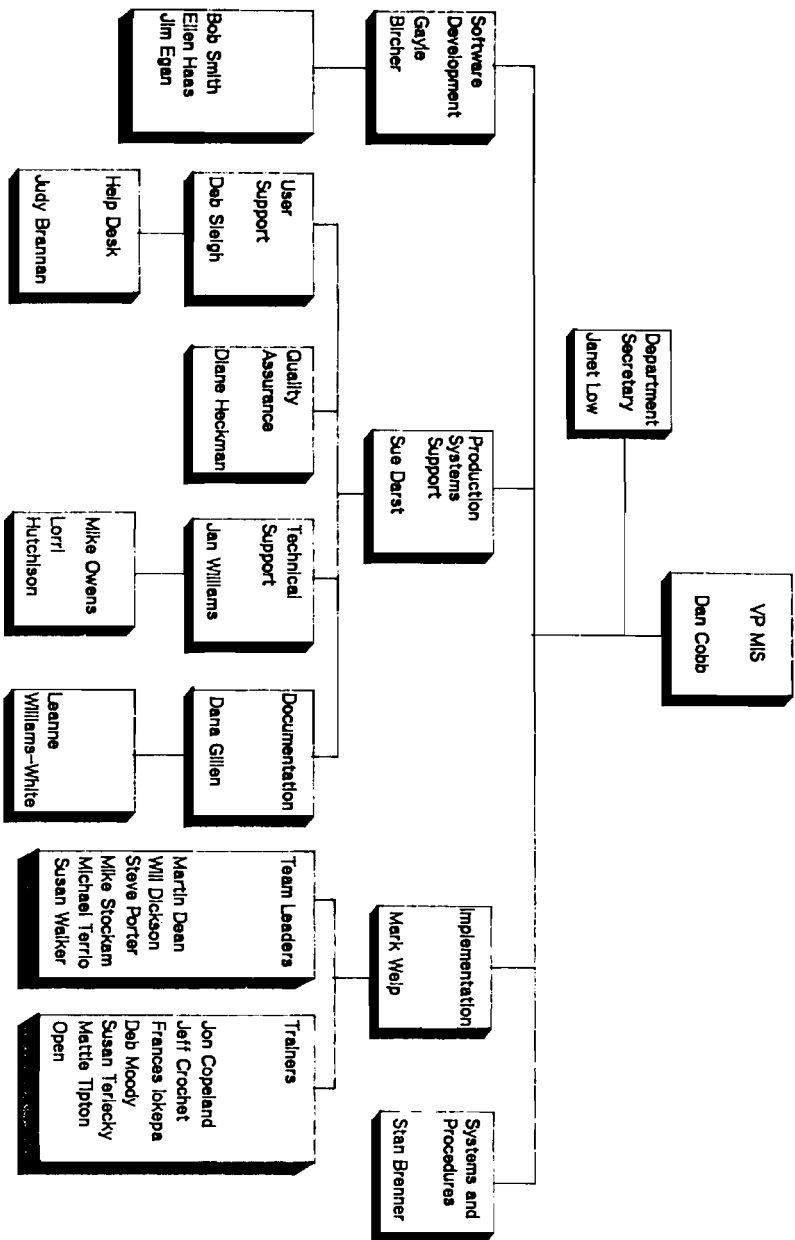 VP MIS
Dan Cobb
Department
Secretary
Janet Low
Software
Development
Gayle
Bircher
Production
Systems
Support
Sue Darst
Implementation
Mark Welp
Systems and
Procedures
Stan Brenner
Bob Smith
Ellen Haas
Jim Egan
User
Support
Deb Sleigh
Quality
Assurance
Diane Heckman
Technical
Support
Jan Williams
Documentation
Dana Gillen
Team Leaders
Martin Dean
Will Dickson
Steve Porter
Mike Stockam
Michael Terrio
Susan Walker
Trainers
Jon Copeland
Jeff Crochet
Frances Iokepa
Deb Moody
Susan Terlecky
Mattie Tipton
Open
Help Desk
Judy Brannan
Mike Owens
Lorri
Hutchison
Leanne
Williams-White